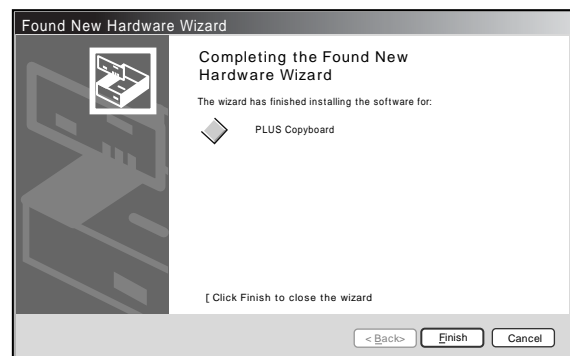 Found New Hardware Wizard
Completing the Found New
Hardware Wizard
The wizard has finished installing the software for:
PLUS Copyboard
[ Click Finish to close the wizard
< Back>
Finish
Cancel